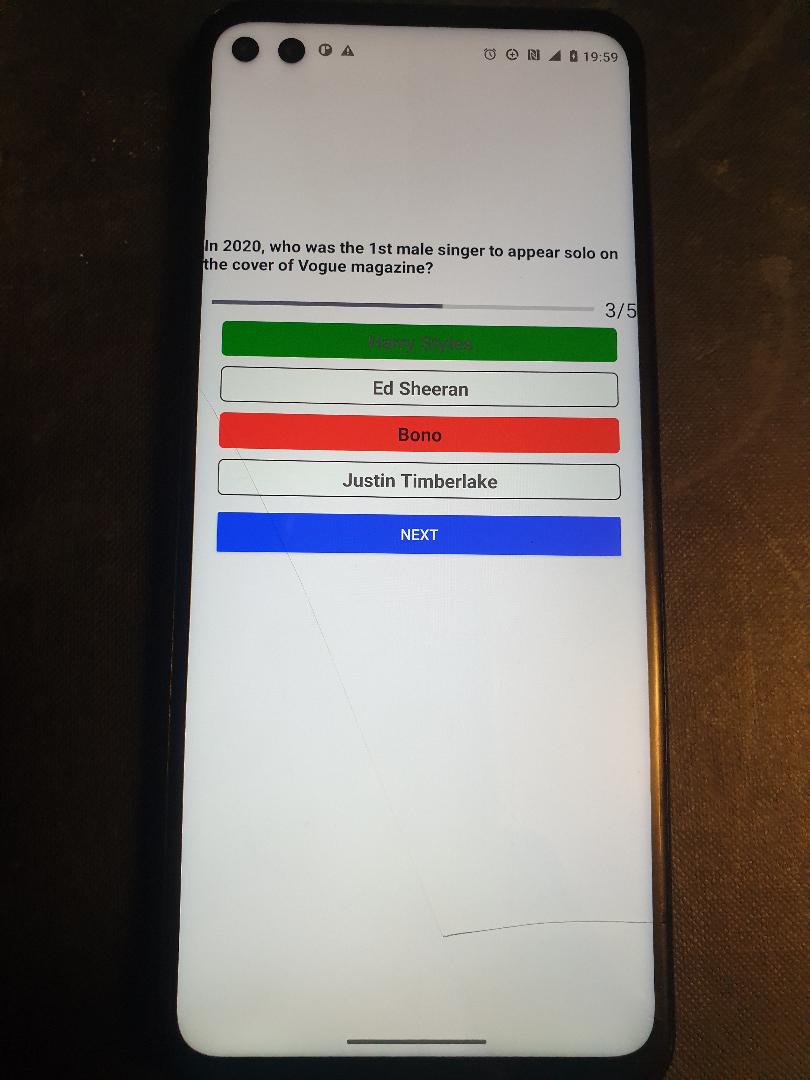 19:59
In 2020, who was the 1st male singer to appear solo on
the cover of Vogue magazine?
3/5
Harry Styles
Ed Sheeran
Bono
Justin Timberlake
NEXT